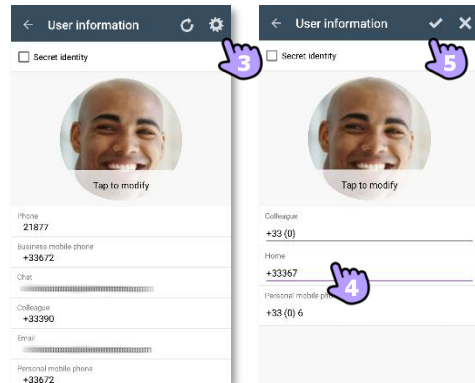 User information
Secret identity
3
Tap to modify
Phone
21877
Business mobile phone
+33672
Chat
Colleague
+33390
Email
Personal mobile phone
+33672
User information
Secret identity
5
Tap to modify
Colleague
+33 (0)
Home
+33367
4
Personal mobile
+33 (0) 6